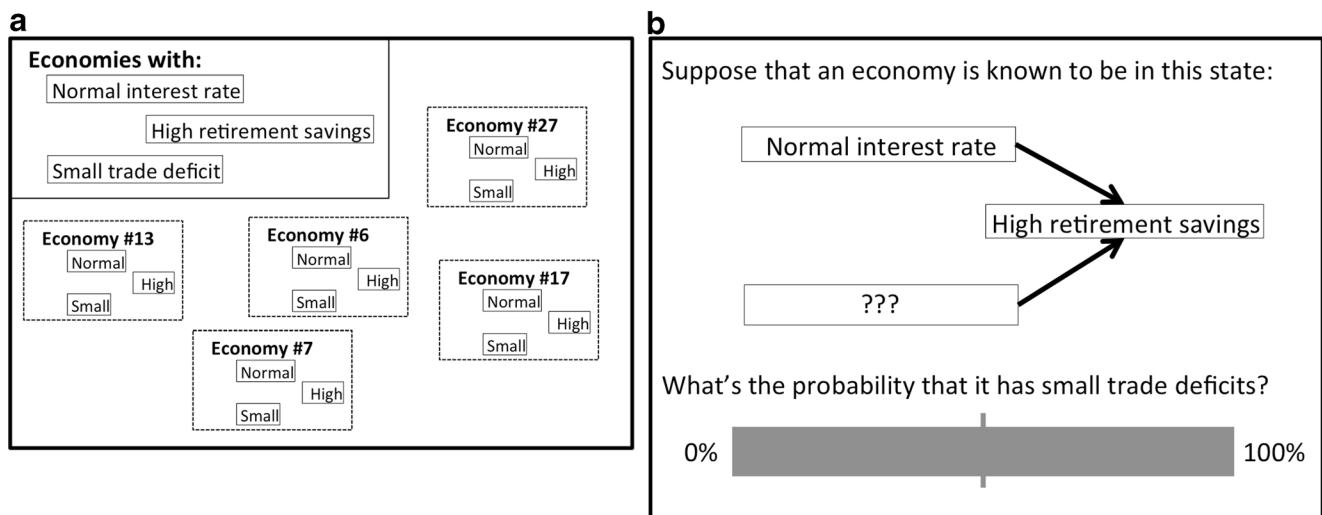 a
Economies with:
Normal interest rate
High retirement savings
Small trade deficit
Economy #27
Normal
High
Small
Economy #13
Normal
High
Small
Economy #6
Normal
High
Small
Economy #17
Normal
High
Small
Economy #7
Normal
High
Small
b
Suppose that an economy is known to be in this state:
Normal interest rate
High retirement savings
???
What's the probability that it has small trade deficits?
0%
100%